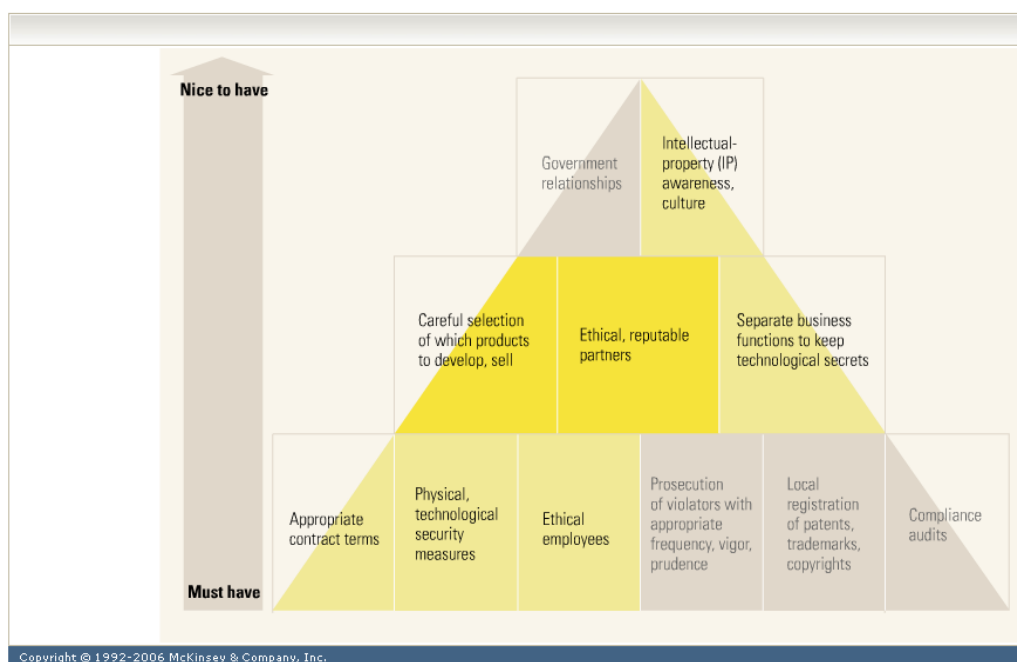 Nice to have
Government
relationships
Intellectual-
property (IP)
awareness,
culture
Careful selection
of which products
to develop, sell
Ethical, reputable
partners
Separate business
functions to keep
technological secrets
Appropriate
contract terms
Physical,
technological
security
measures
Ethical
employees
Prosecution
of violators with
appropriate
frequency, vigor,
prudence
Local
registration
of patents,
trademarks,
copyrights
Compliance
audits
Must have
Copyright © 1992-2006 McKinsey & Company, Inc.